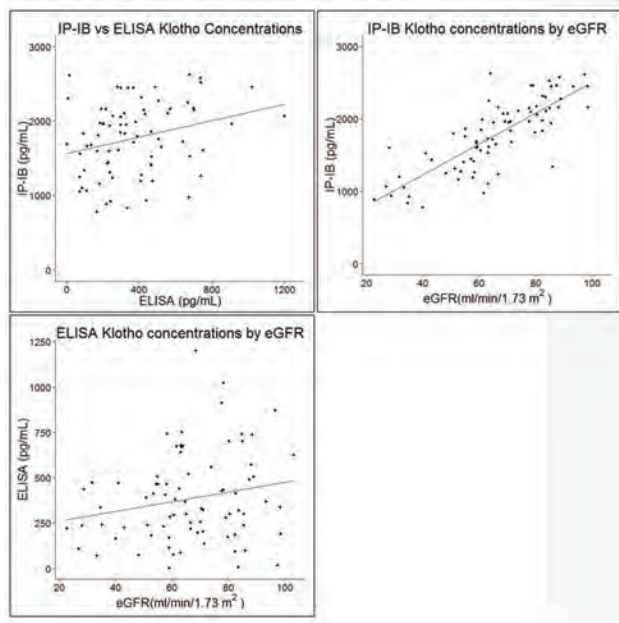 IP-IB vs ELISA Klotho Concentrations
3000
2000
1000
0
IP-IB (pg/mL)
0 400 800 1200
ELISA (pg/mL)
IP-IB Klotho concentrations by eGFR
3000
2000
1000
0
IP-IB (pg/mL)
20 40 60 80 100
eGFR(ml/min/1.73 m²)
ELISA Klotho concentrations by eGFR
1250
1000
750
500
250
0
ELISA (pg/mL)
20 40 60 80 100
eGFR(ml/min/1.73 m²)